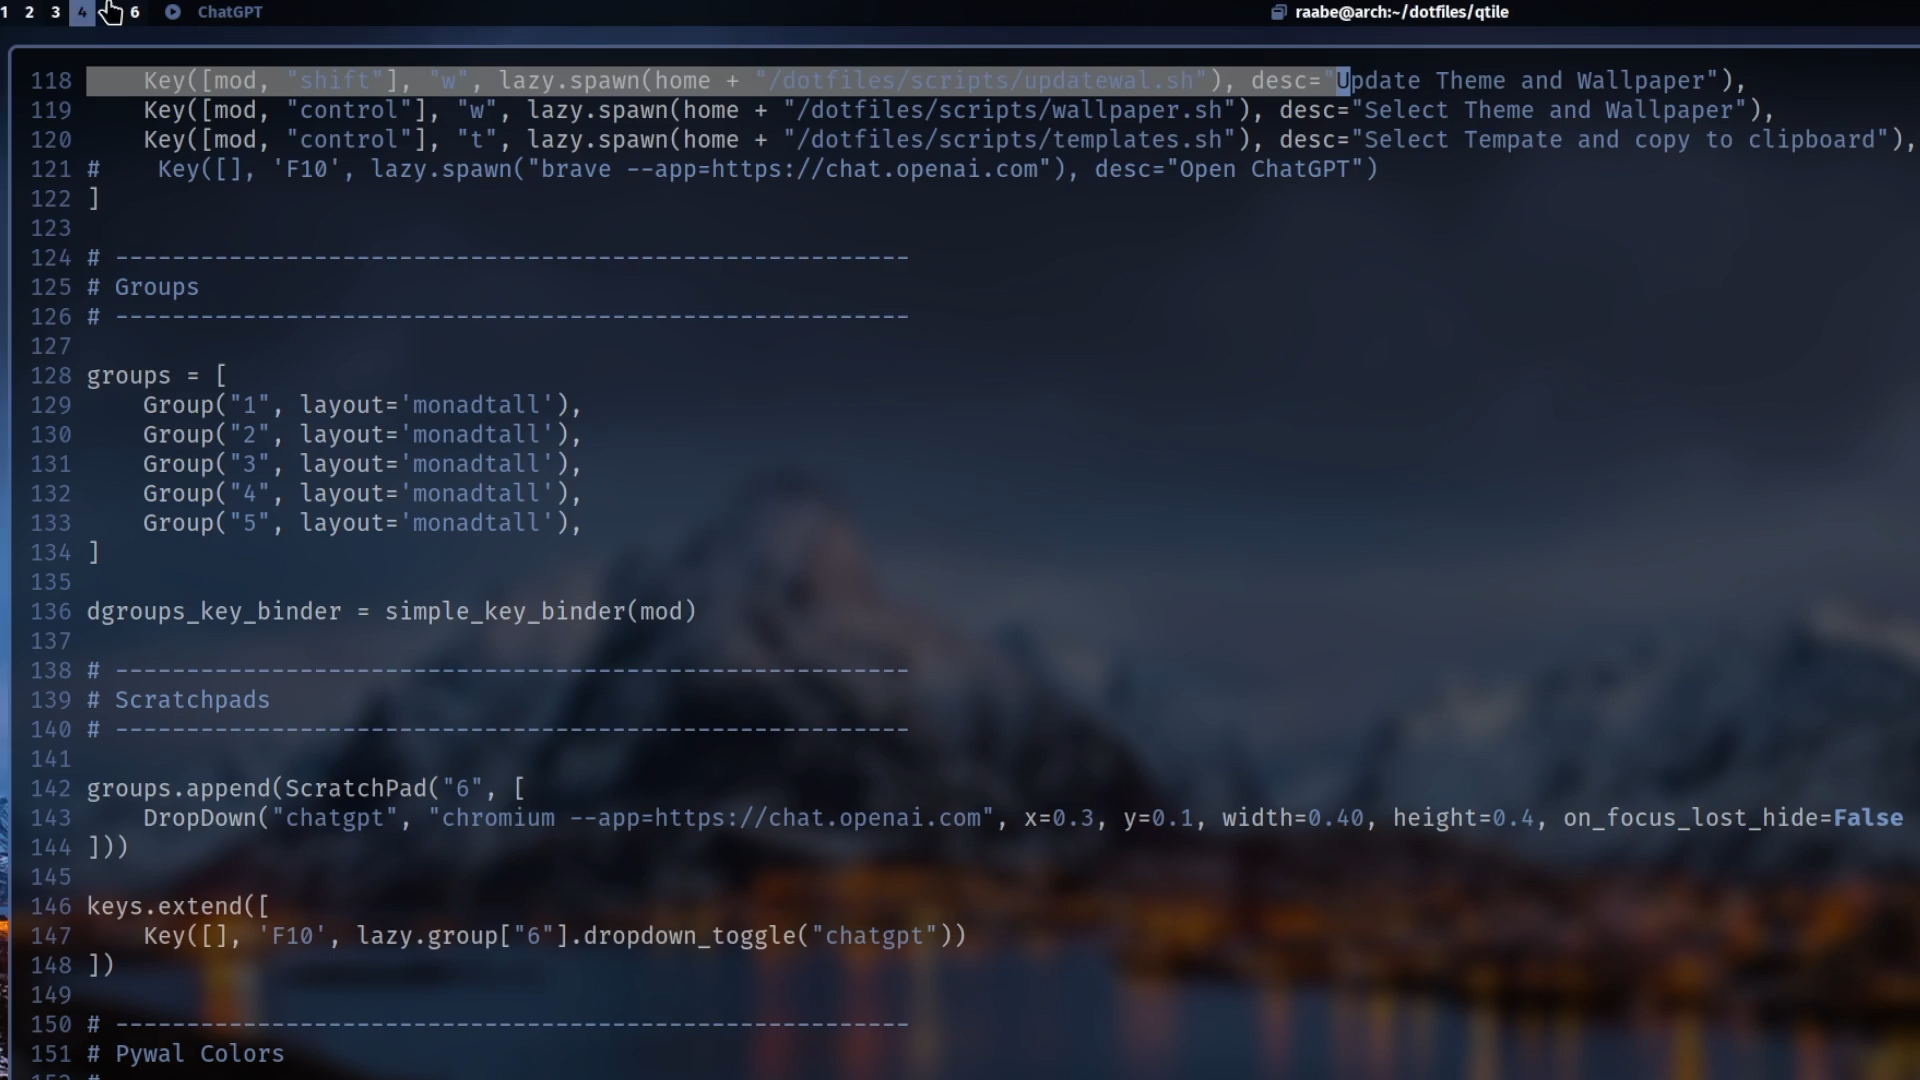 1 2 3 4 6 ChatGPT raabe@arch:~/dotfiles/qtile
118     Key([mod, "shift"], "w", lazy.spawn(home + "/dotfiles/scripts/updatewal.sh"), desc="Update Theme and Wallpaper"),
119     Key([mod, "control"], "w", lazy.spawn(home + "/dotfiles/scripts/wallpaper.sh"), desc="Select Theme and Wallpaper"),
120     Key([mod, "control"], "t", lazy.spawn(home + "/dotfiles/scripts/templates.sh"), desc="Select Tempate and copy to clipboard"),
121 #    Key([], 'F10', lazy.spawn("brave --app=https://chat.openai.com"), desc="Open ChatGPT")
122 ]
123
124 # --------------------------------------------------------
125 # Groups
126 # --------------------------------------------------------
127
128 groups = [
129     Group("1", layout='monadtall'),
130     Group("2", layout='monadtall'),
131     Group("3", layout='monadtall'),
132     Group("4", layout='monadtall'),
133     Group("5", layout='monadtall'),
134 ]
135
136 dgroups_key_binder = simple_key_binder(mod)
137
138 # --------------------------------------------------------
139 # Scratchpads
140 # --------------------------------------------------------
141
142 groups.append(ScratchPad("6", [
143     DropDown("chatgpt", "chromium --app=https://chat.openai.com", x=0.3, y=0.1, width=0.40, height=0.4, on_focus_lost_hide=False
144 ]))
145
146 keys.extend([
147     Key([], 'F10', lazy.group["6"].dropdown_toggle("chatgpt"))
148 ])
149
150 # --------------------------------------------------------
151 # Pywal Colors